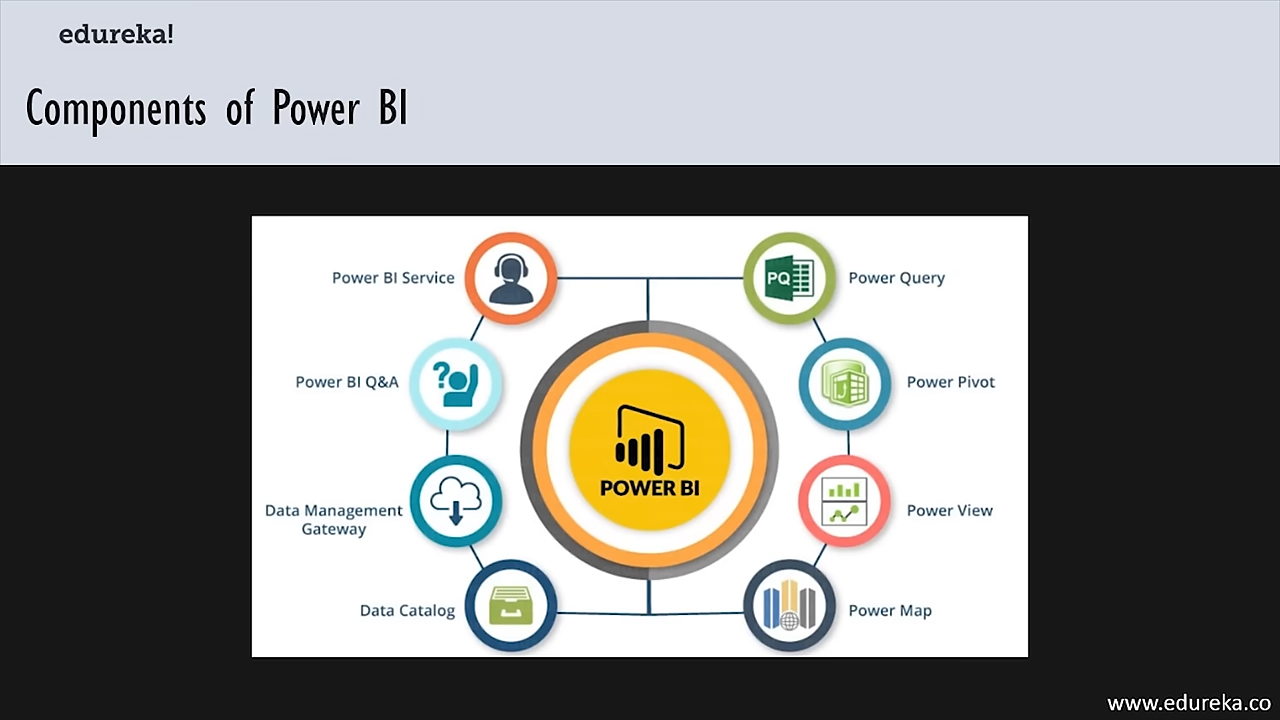 edureka!
Components of Power BI
Power BI Service
PQ
Power Query
Power BI Q&A
?
Power Pivot
POWER BI
Data Management
Gateway
Power View
Data Catalog
Power Map
www.edureka.co